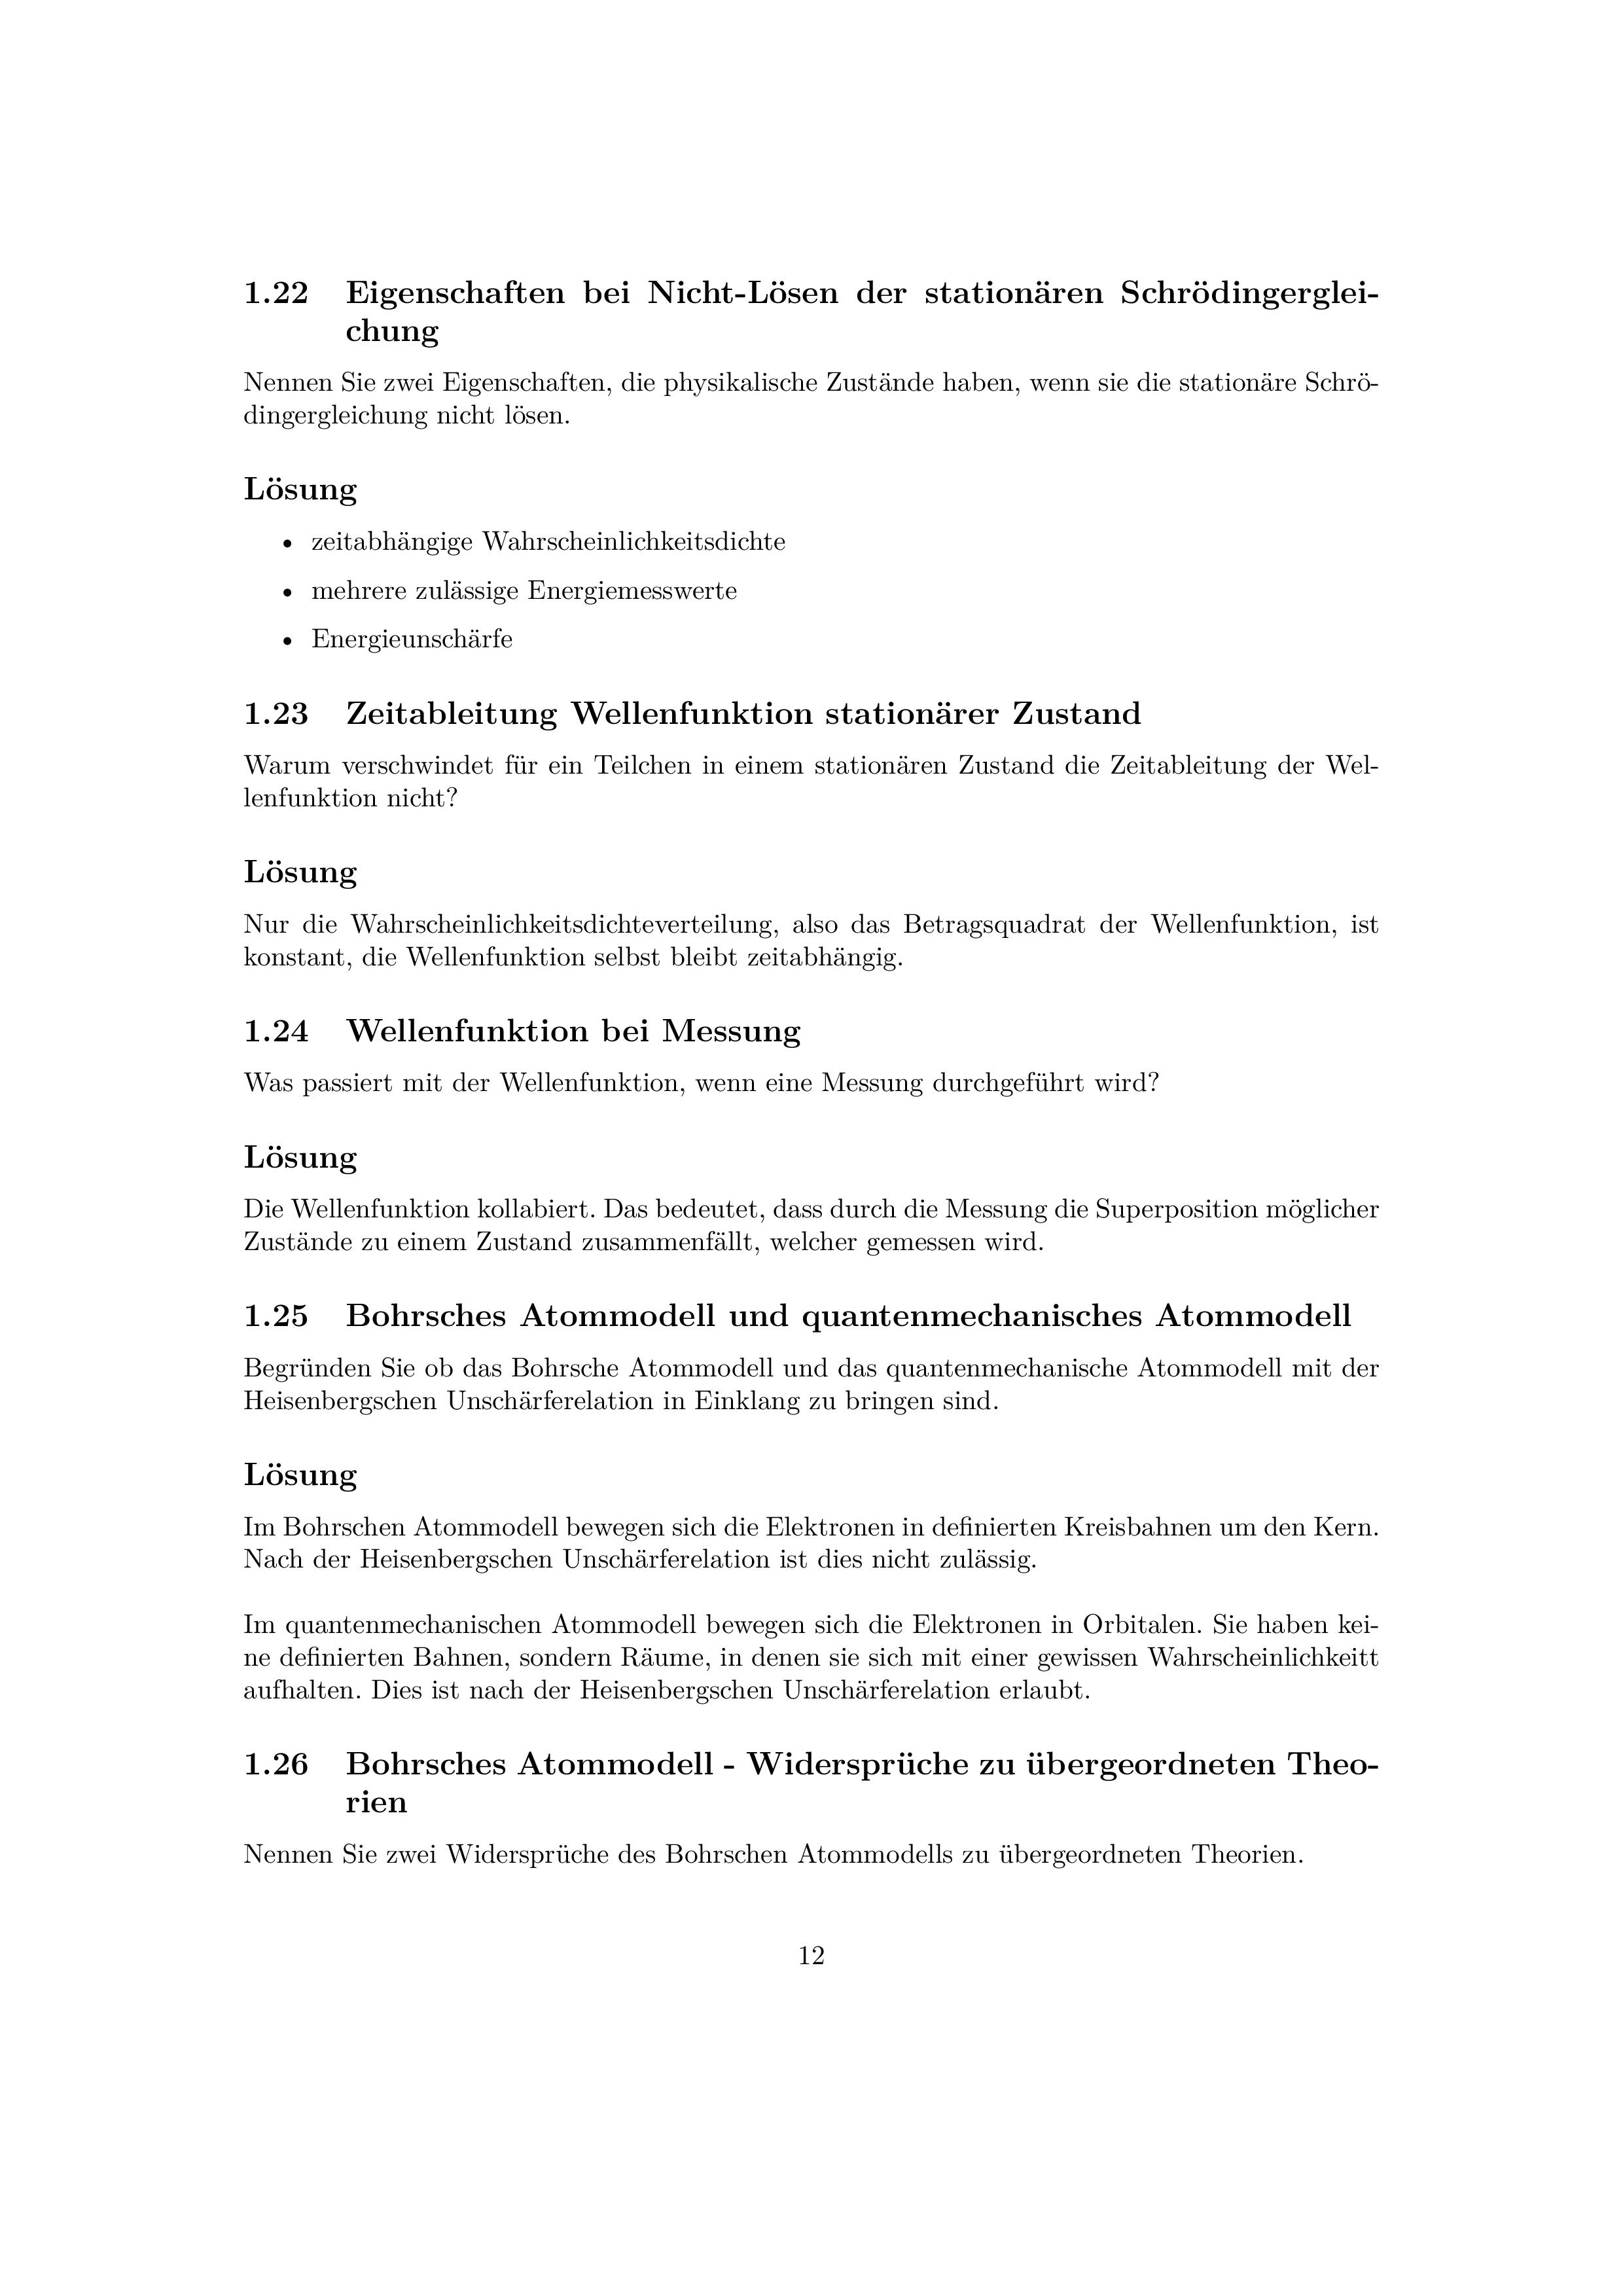 1.22 Eigenschaften bei Nicht-Lösen der stationären Schrödingerglei-
chung
Nennen Sie zwei Eigenschaften, die physikalische Zustände haben, wenn sie die stationäre Schrö-
dingergleichung nicht lösen.
Lösung
• zeitabhängige Wahrscheinlichkeitsdichte
• mehrere zulässige Energiemesswerte
• Energieunschärfe
1.23 Zeitableitung Wellenfunktion stationärer Zustand
Warum verschwindet für ein Teilchen in einem stationären Zustand die Zeitableitung der Wel-
lenfunktion nicht?
Lösung
Nur die Wahrscheinlichkeitsdichteverteilung, also das Betragsquadrat der Wellenfunktion, ist
konstant, die Wellenfunktion selbst bleibt zeitabhängig.
1.24 Wellenfunktion bei Messung
Was passiert mit der Wellenfunktion, wenn eine Messung durchgeführt wird?
Lösung
Die Wellenfunktion kollabiert. Das bedeutet, dass durch die Messung die Superposition möglicher
Zustände zu einem Zustand zusammenfällt, welcher gemessen wird.
1.25 Bohrsches Atommodell und quantenmechanisches Atommodell
Begründen Sie ob das Bohrsche Atommodell und das quantenmechanische Atommodell mit der
Heisenbergschen Unschärferelation in Einklang zu bringen sind.
Lösung
Im Bohrschen Atommodell bewegen sich die Elektronen in definierten Kreisbahnen um den Kern.
Nach der Heisenbergschen Unschärferelation ist dies nicht zulässig.
Im quantenmechanischen Atommodell bewegen sich die Elektronen in Orbitalen. Sie haben kei-
ne definierten Bahnen, sondern Räume, in denen sie sich mit einer gewissen Wahrscheinlichkeitt
aufhalten. Dies ist nach der Heisenbergschen Unschärferelation erlaubt.
1.26 Bohrsches Atommodell - Widersprüche zu übergeordneten Theo-
rien
Nennen Sie zwei Widersprüche des Bohrschen Atommodells zu übergeordneten Theorien.
12